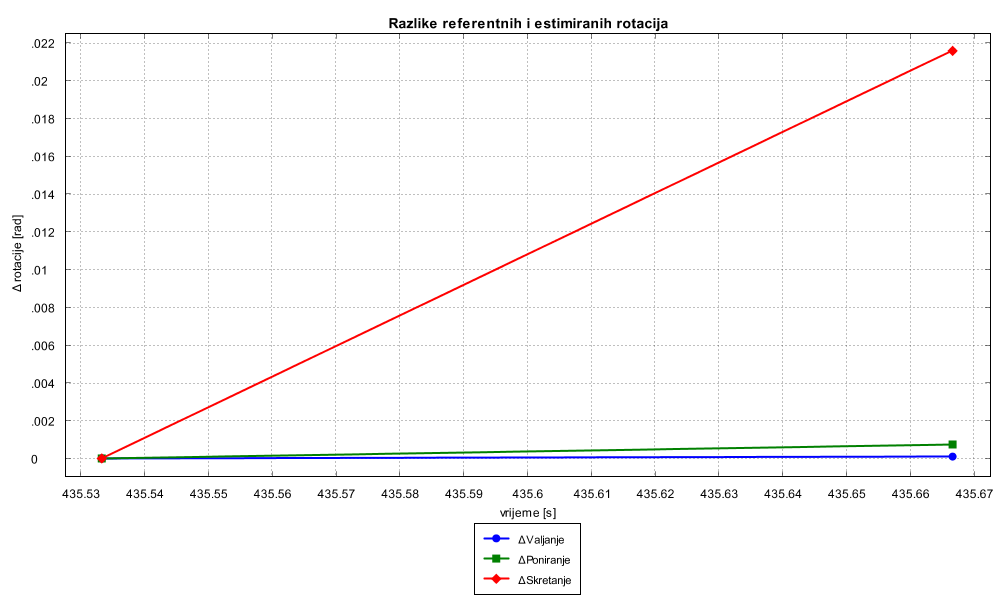 Razlike referentnih i estimiranih rotacija
Δ rotacije [rad]
.022
.02
.018
.016
.014
.012
.01
.008
.006
.004
.002
0
435.53 435.54 435.55 435.56 435.57 435.58 435.59 435.6 435.61 435.62 435.63 435.64 435.65 435.66 435.67
vrijeme [s]
ΔValjanje
ΔPoniranje
ΔSkretanje